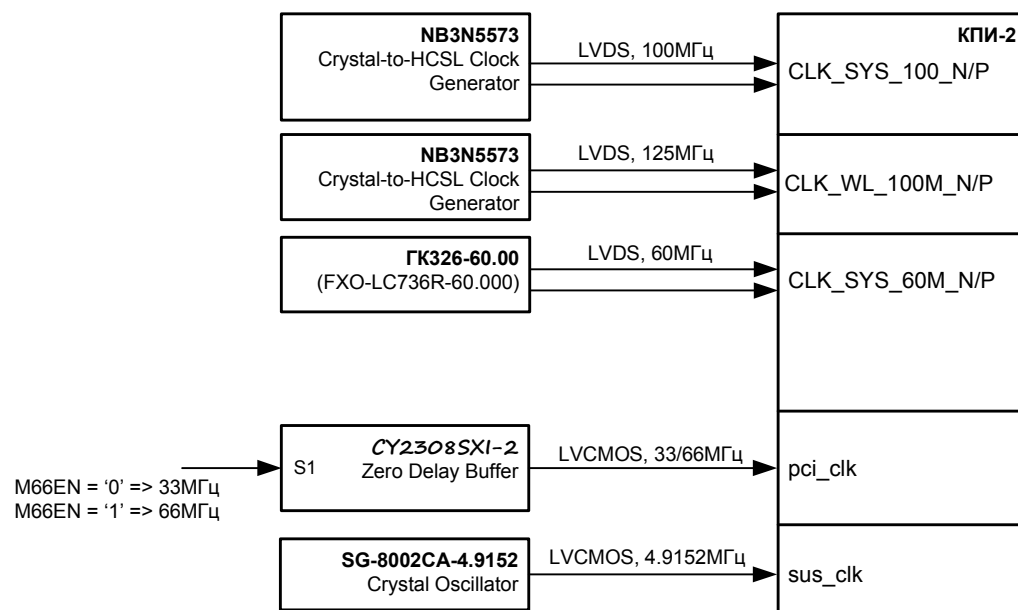 NB3N5573
Crystal-to-HCSL Clock
Generator
LVDS, 100МГц
КПИ-2
CLK_SYS_100_N/P
NB3N5573
Crystal-to-HCSL Clock
Generator
LVDS, 125МГц
CLK_WL_100M_N/P
ГК326-60.00
(FXO-LC736R-60.000)
LVDS, 60МГц
CLK_SYS_60M_N/P
M66EN = ‘0’ => 33МГц
M66EN = ‘1’ => 66МГц
S1
CY2308SXI-2
Zero Delay Buffer
LVCMOS, 33/66МГц
pci_clk
SG-8002CA-4.9152
Crystal Oscillator
LVCMOS, 4.9152МГц
sus_clk